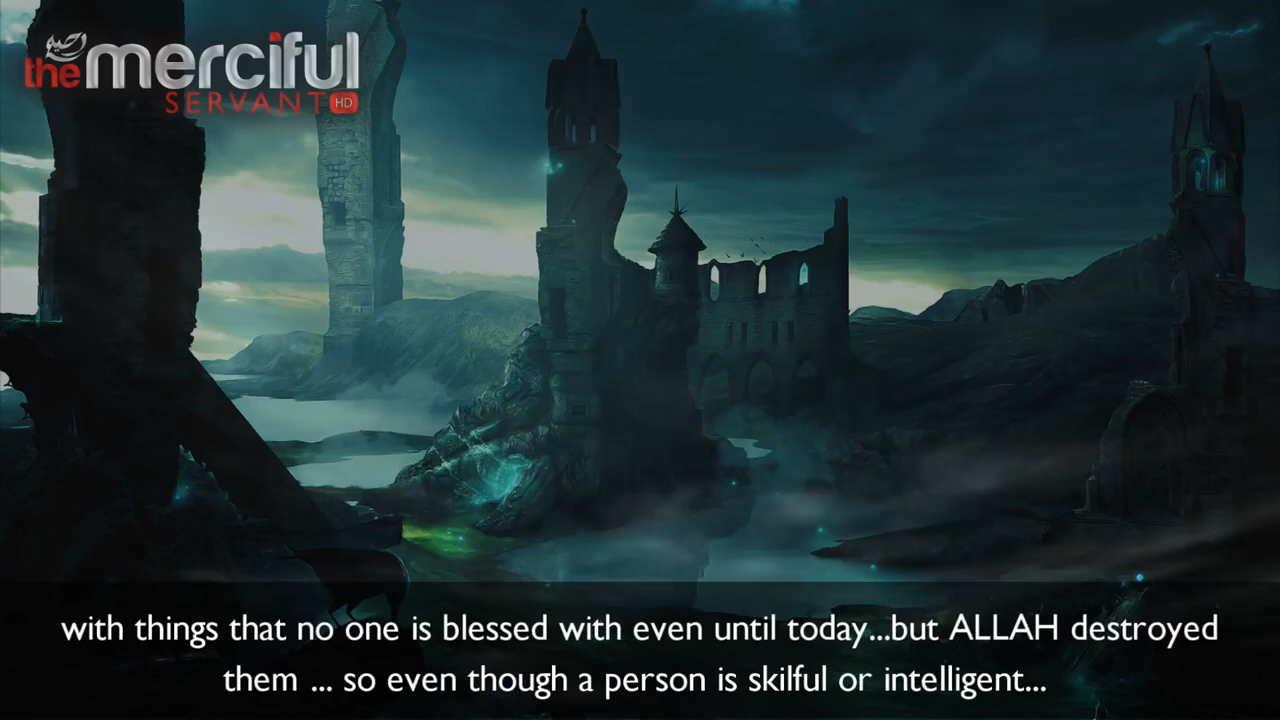 the merciful
SERVANT HD
with things that no one is blessed with even until today...but ALLAH destroyed
them ... so even though a person is skilful or intelligent...